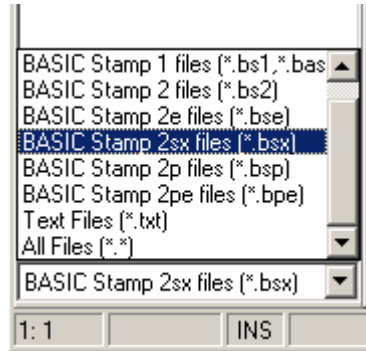 BASIC Stamp 1 files (*.bs1,*.bas
BASIC Stamp 2 files (*.bs2)
BASIC Stamp 2e files (*.bse)
BASIC Stamp 2sx files (*.bsx)
BASIC Stamp 2p files (*.bsp)
BASIC Stamp 2pe files (*.bpe)
Text Files (*.txt)
All Files (*.*)
BASIC Stamp 2sx files (*.bsx)
1: 1 INS